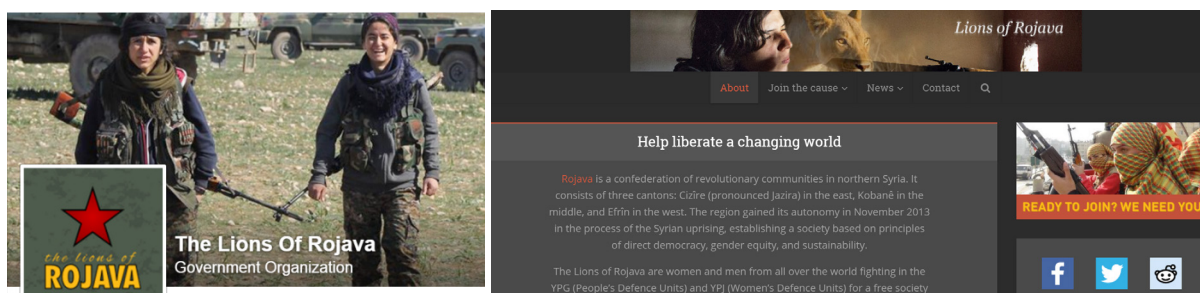 the lions of
ROJAVA
The Lions Of Rojava
Government Organization
Lions of Rojava
About
Join the cause
News
Contact
Help liberate a changing world
Rojava is a confederation of revolutionary communities in northern Syria. It
consists of three cantons: Cizîre (pronounced Jazira) in the east, Kobanê in the
middle, and Efrîn in the west. The region gained its autonomy in November 2013
in the process of the Syrian uprising, establishing a society based on principles
of direct democracy, gender equity, and sustainability.
The Lions of Rojava are women and men from all over the world fighting in the
YPG (People's Defence Units) and YPJ (Women's Defence Units) for a free society
READY TO JOIN? WE NEED YOU